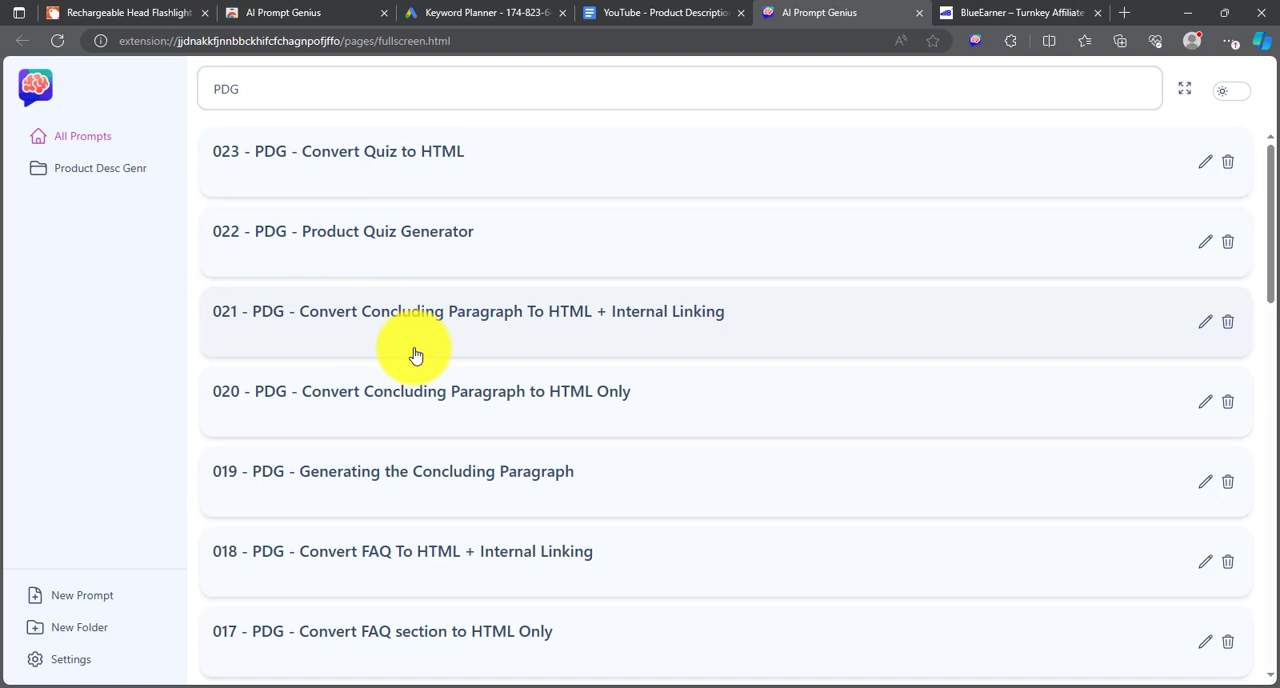 Rechargeable Head Flashlight
AI Prompt Genius
Keyword Planner - 174-823-6
YouTube - Product Descriptio
AI Prompt Genius
BlueEarner – Turnkey Affiliate
extension://jjdnakkfjnnbbckhifcfchagnpofjffo/pages/fullscreen.html
All Prompts
Product Desc Genr
New Prompt
New Folder
Settings
PDG
023 - PDG - Convert Quiz to HTML
022 - PDG - Product Quiz Generator
021 - PDG - Convert Concluding Paragraph To HTML + Internal Linking
020 - PDG - Convert Concluding Paragraph to HTML Only
019 - PDG - Generating the Concluding Paragraph
018 - PDG - Convert FAQ To HTML + Internal Linking
017 - PDG - Convert FAQ section to HTML Only